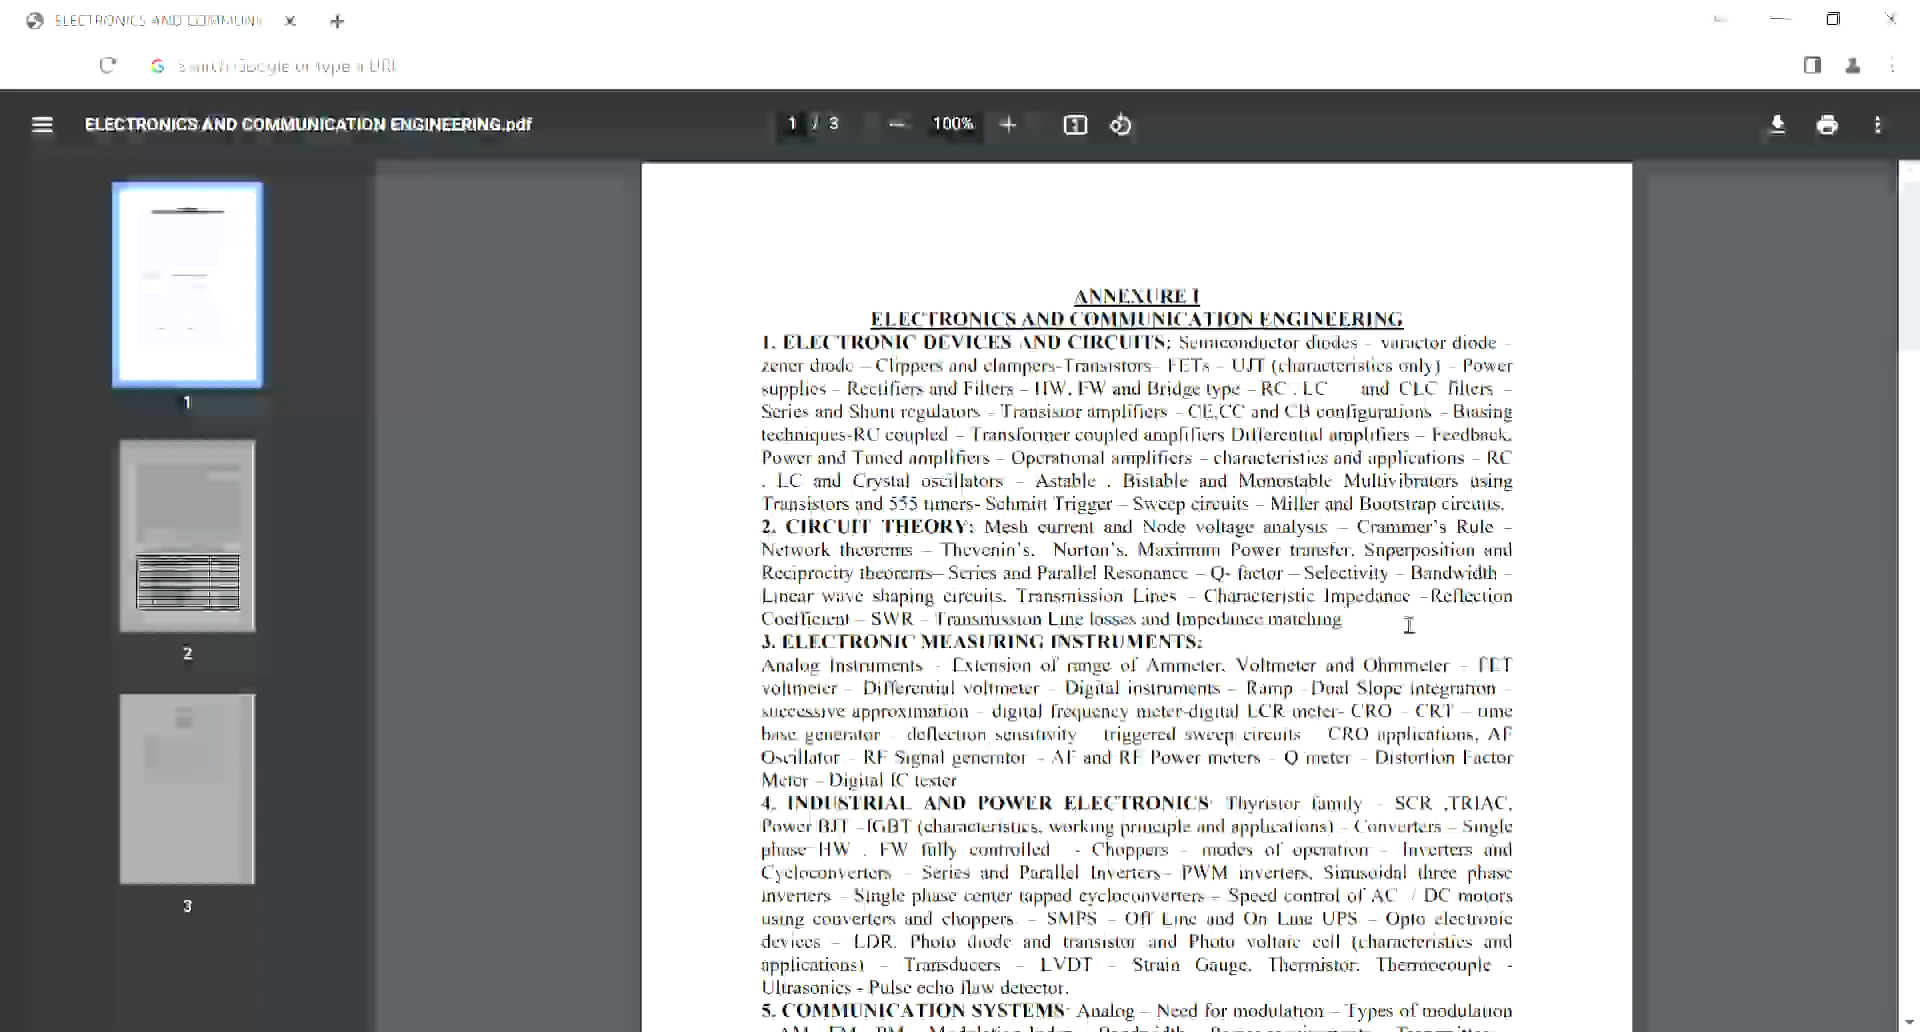 ELECTRONICS AND COMMUNI
Search Google or type a URL
ELECTRONICS AND COMMUNICATION ENGINEERING.pdf
1 / 3
100%
1
2
3
ANNEXURE I
ELECTRONICS AND COMMUNICATION ENGINEERING
1. ELECTRONIC DEVICES AND CIRCUITS: Semiconductor diodes – varactor diode –
zener diode – Clippers and clampers-Transistors- FETs – UJT (characteristics only) – Power
supplies – Rectifiers and Filters – HW, FW and Bridge type – RC , LC and CLC filters –
Series and Shunt regulators – Transistor amplifiers – CE,CC and CB configurations – Biasing
techniques-RC coupled – Transformer coupled amplifiers Differential amplifiers – Feedback,
Power and Tuned amplifiers – Operational amplifiers – characteristics and applications – RC
, LC and Crystal oscillators – Astable , Bistable and Monostable Multivibrators using
Transistors and 555 timers- Schmitt Trigger – Sweep circuits – Miller and Bootstrap circuits.
2. CIRCUIT THEORY: Mesh current and Node voltage analysis – Crammer's Rule –
Network theorems – Thevenin's, Norton's, Maximum Power transfer, Superposition and
Reciprocity theorems– Series and Parallel Resonance – Q- factor – Selectivity – Bandwidth –
Linear wave shaping circuits. Transmission Lines – Characteristic Impedance –Reflection
Coefficient – SWR – Transmission Line losses and Impedance matching
3. ELECTRONIC MEASURING INSTRUMENTS:
Analog Instruments - Extension of range of Ammeter, Voltmeter and Ohmmeter – FET
voltmeter – Differential voltmeter – Digital instruments – Ramp -Dual Slope integration –
successive approximation – digital frequency meter-digital LCR meter- CRO – CRT – time
base generator – deflection sensitivity – triggered sweep circuits – CRO applications, AF
Oscillator – RF Signal generator – AF and RF Power meters – Q meter – Distortion Factor
Meter – Digital IC tester
4. INDUSTRIAL AND POWER ELECTRONICS: Thyristor family – SCR ,TRIAC,
Power BJT –IGBT (characteristics, working principle and applications) – Converters – Single
phase HW , FW fully controlled - Choppers – modes of operation – Inverters and
Cycloconverters – Series and Parallel Inverters– PWM inverters, Sinusoidal three phase
inverters – Single phase center tapped cycloconverters – Speed control of AC / DC motors
using converters and choppers. – SMPS – Off Line and On Line UPS – Opto electronic
devices – LDR, Photo diode and transistor and Photo voltaic cell (characteristics and
applications) – Transducers – LVDT – Strain Gauge, Thermistor, Thermocouple -
Ultrasonics - Pulse echo flaw detector.
5. COMMUNICATION SYSTEMS: Analog – Need for modulation – Types of modulation